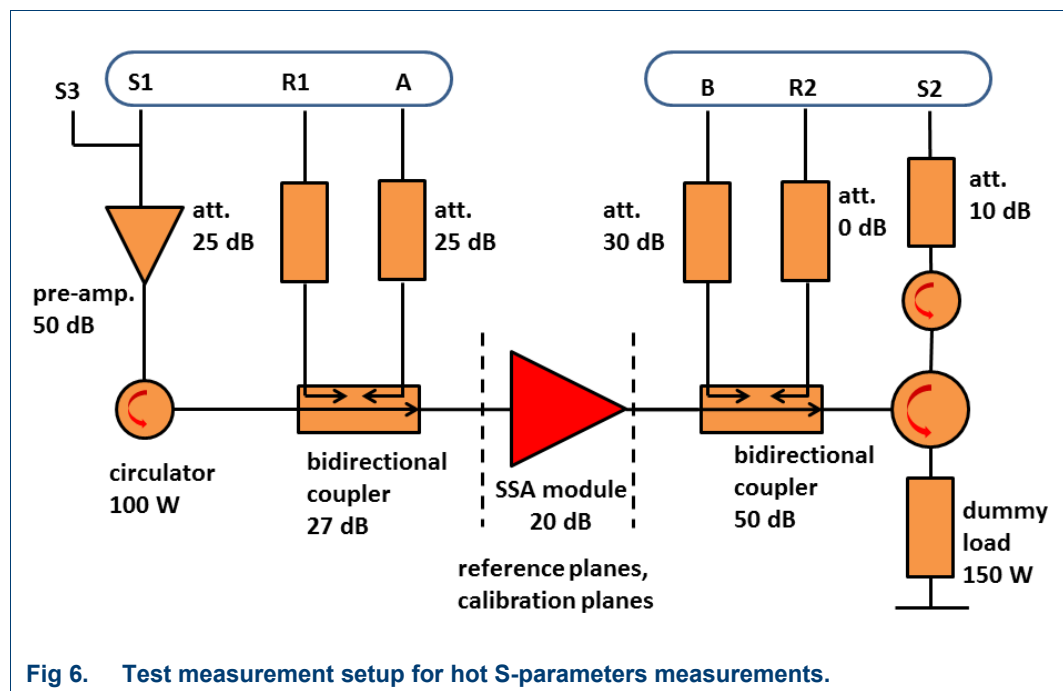 S3
S1
R1
A
B
R2
S2
att.
25 dB
att.
25 dB
att.
30 dB
att.
0 dB
att.
10 dB
pre-amp.
50 dB
circulator
100 W
bidirectional
coupler
27 dB
SSA module
20 dB
bidirectional
coupler
50 dB
dummy
load
150 W
reference planes,
calibration planes
Fig 6. Test measurement setup for hot S-parameters measurements.